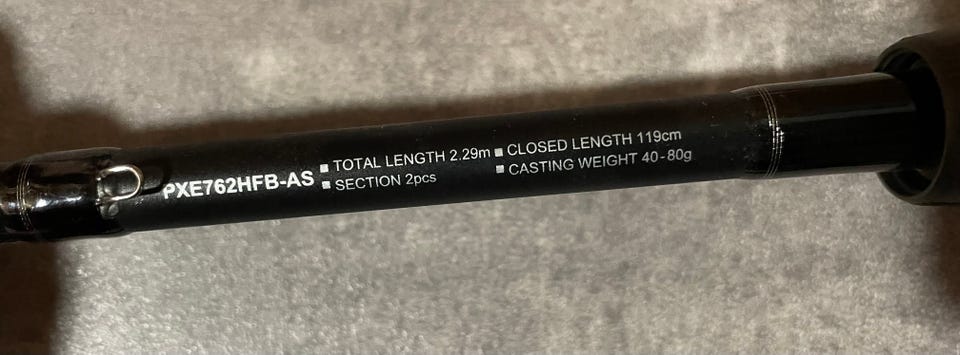 PXE762HFB-AS
■ TOTAL LENGTH 2.29m ■ CLOSED LENGTH 119cm
■ SECTION 2pcs ■ CASTING WEIGHT 40-80g